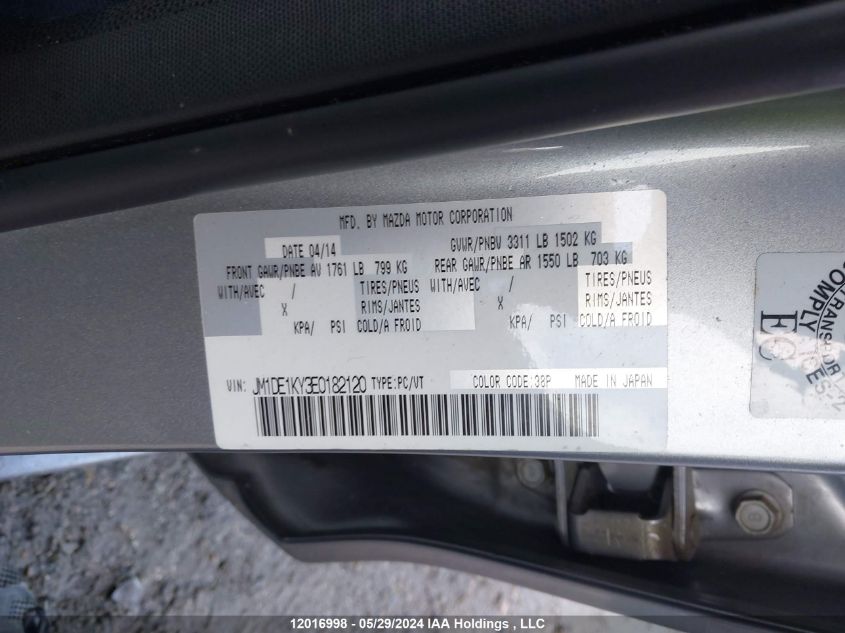 MFD. BY MAZDA MOTOR CORPORATION
DATE 04/14 GVWR/PNBV 3311 LB 1502 KG
FRONT GAWR/PNBE AV 1761 LB 799 KG REAR GAWR/PNBE AR 1550 LB 703 KG
WITH/AVEC / TIRES/PNEUS WITH/AVEC / TIRES/PNEUS
X RIMS/JANTES X RIMS/JANTES
KPA/ PSI COLD/A FROID KPA/ PSI COLD/A FROID
VIN: JM1DE1KY3E0182120 TYPE:PC/VT COLOR CODE:38P MADE IN JAPAN
COMPLY
EC
12016998 - 05/29/2024 IAA Holdings , LLC